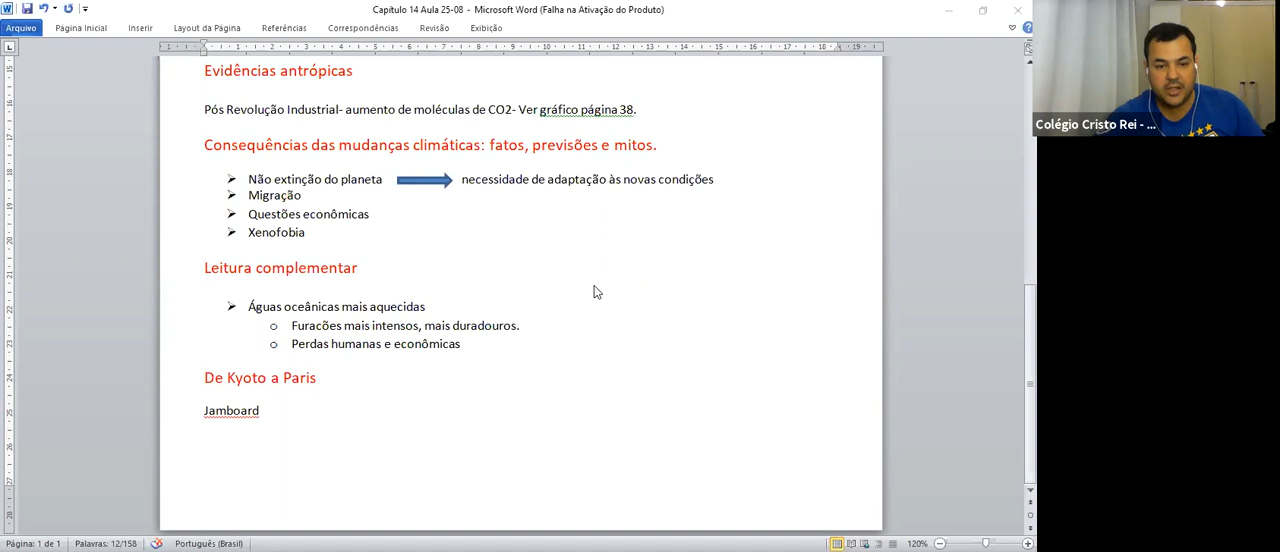 Capítulo 14 Aula 25-08 - Microsoft Word (Falha na Ativação do Produto)
Arquivo Página Inicial Inserir Layout da Página Referências Correspondências Revisão Exibição
Evidências antrópicas
Pós Revolução Industrial- aumento de moléculas de CO2- Ver gráfico página 38.
Colégio Cristo Rei - ...
Consequências das mudanças climáticas: fatos, previsões e mitos.
Não extinção do planeta necessidade de adaptação às novas condições
Migração
Questões econômicas
Xenofobia
Leitura complementar
Águas oceânicas mais aquecidas
o Furacões mais intensos, mais duradouros.
o Perdas humanas e econômicas
De Kyoto a Paris
Jamboard
Página: 1 de 1 Palavras: 12/158 Português (Brasil) 120%